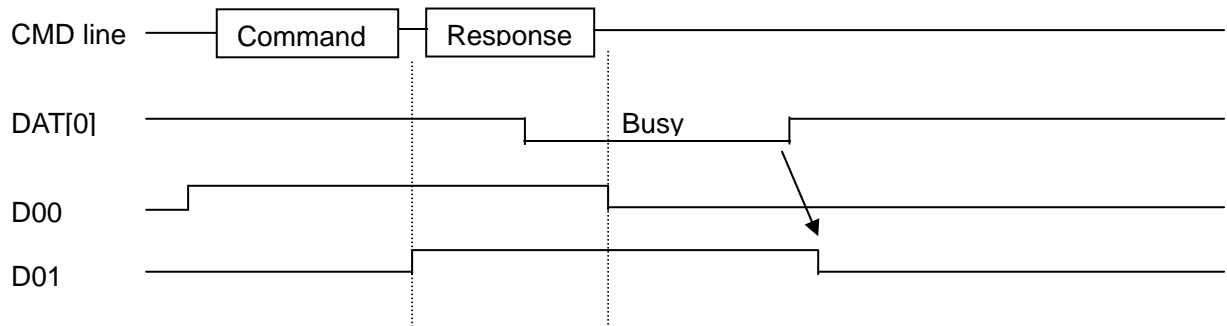 CMD line Command Response
DAT[0] Busy
D00
D01